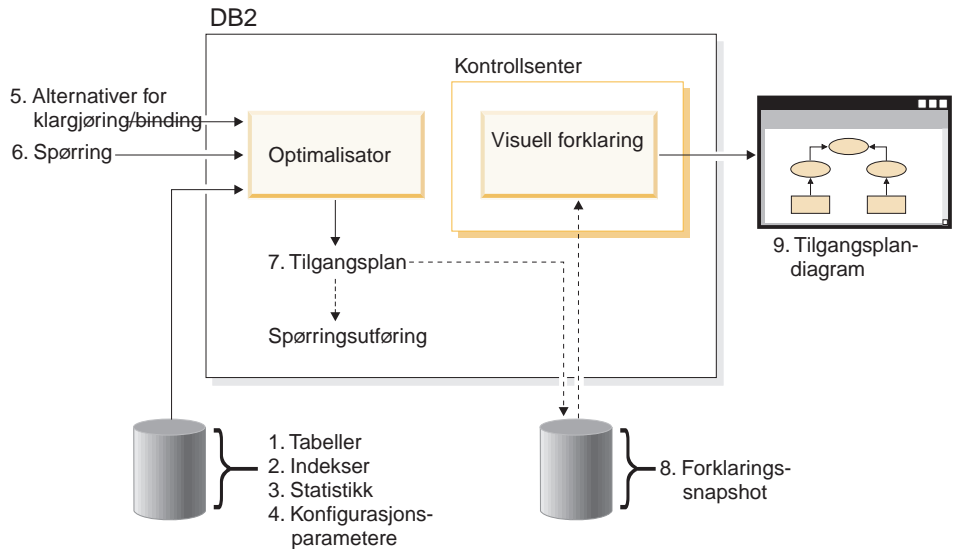 DB2
Kontrollsenter
5. Alternativer for
klargjøring/binding
6. Spørring
Optimalisator
Visuell forklaring
7. Tilgangsplan
Spørringsutføring
9. Tilgangsplan-
diagram
1. Tabeller
2. Indekser
3. Statistikk
4. Konfigurasjons-
parametere
8. Forklarings-
snapshot